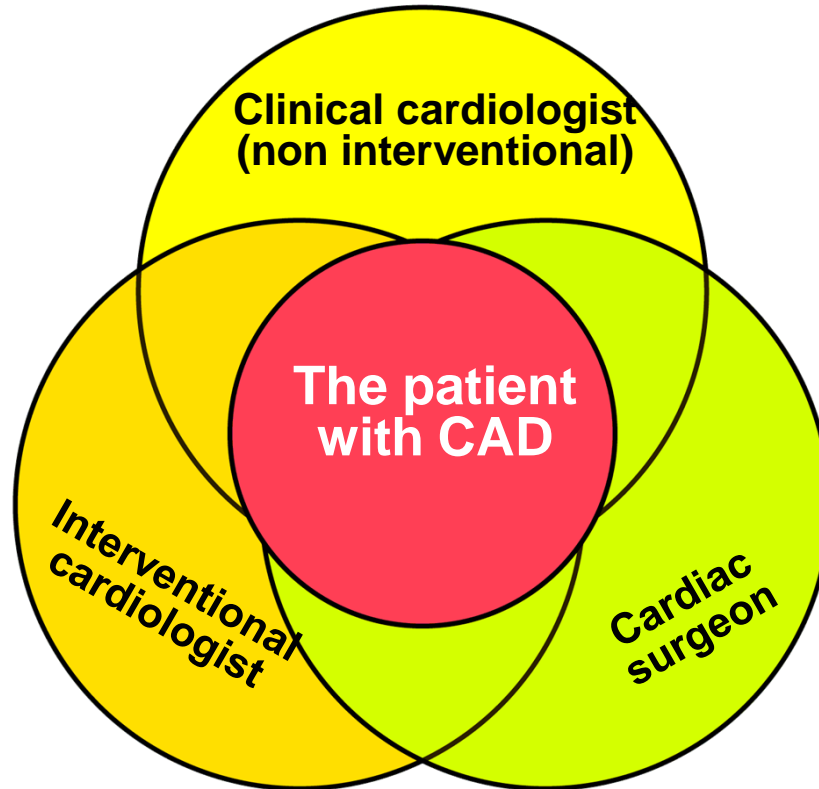 Clinical cardiologist
(non interventional)
The patient
with CAD
Interventional
cardiologist
Cardiac
surgeon